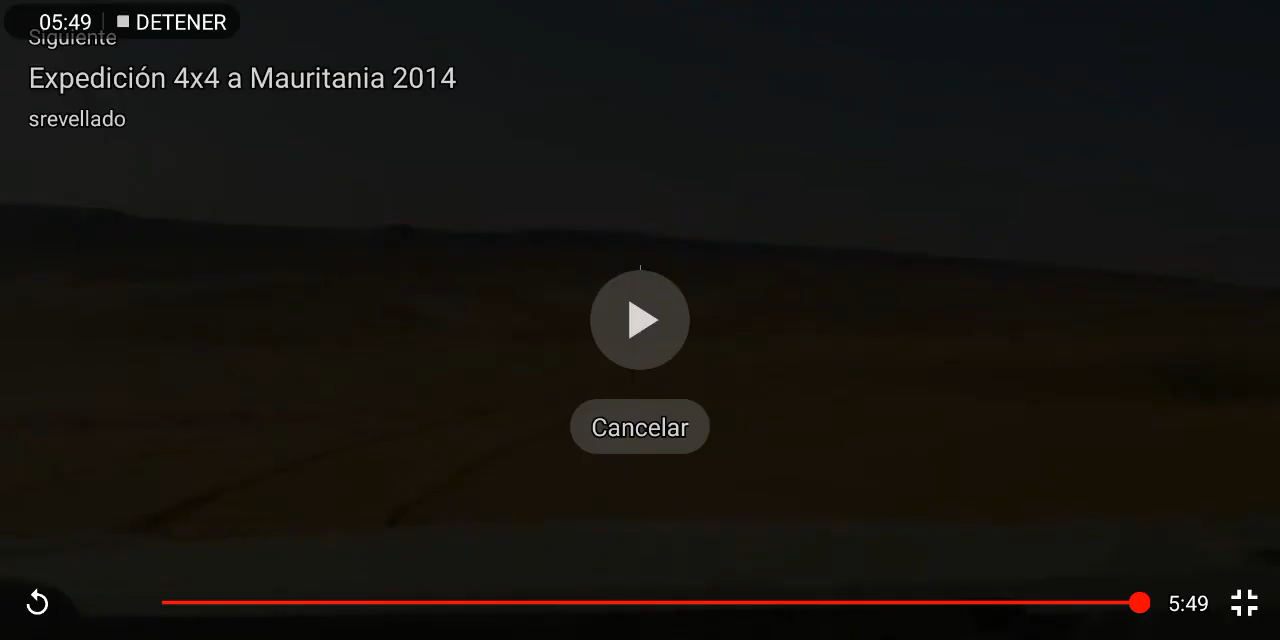 05:49 DETENER
Siguiente
Expedición 4x4 a Mauritania 2014
srevellado
Cancelar
5:49